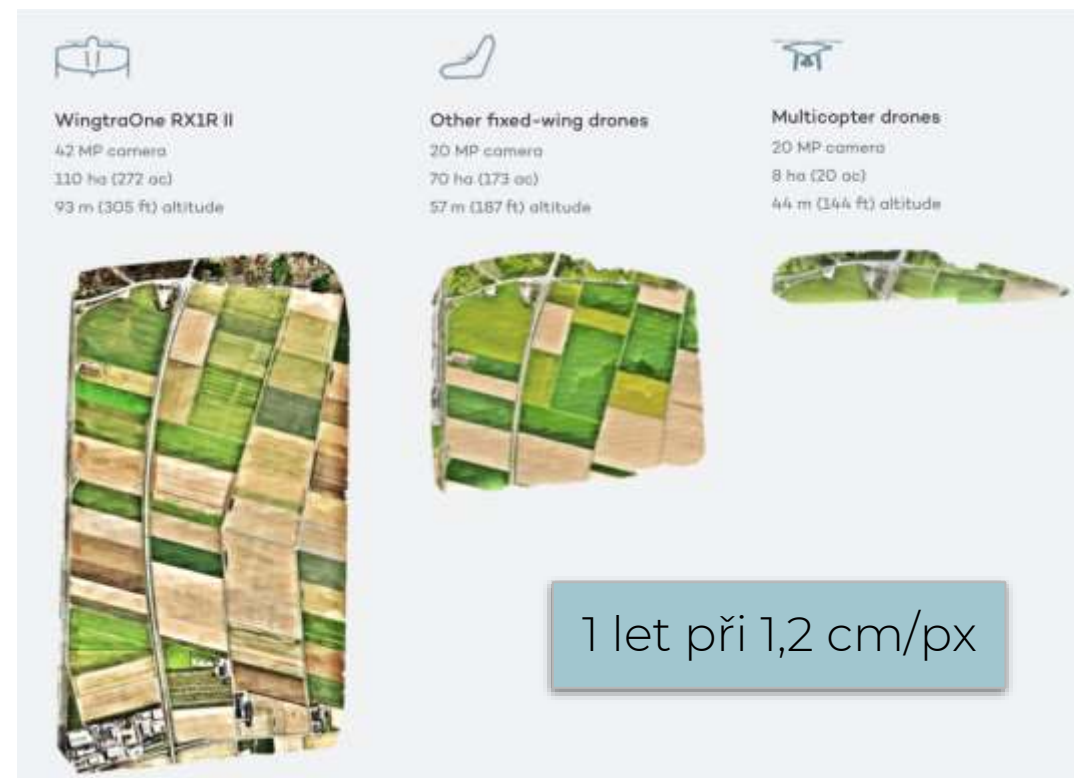 WingtraOne RX1R II
42 MP camera
110 ha (272 ac)
93 m (305 ft) altitude
Other fixed-wing drones
20 MP camera
70 ha (173 ac)
57 m (187 ft) altitude
Multicopter drones
20 MP camera
8 ha (20 ac)
44 m (144 ft) altitude
1 let při 1,2 cm/px